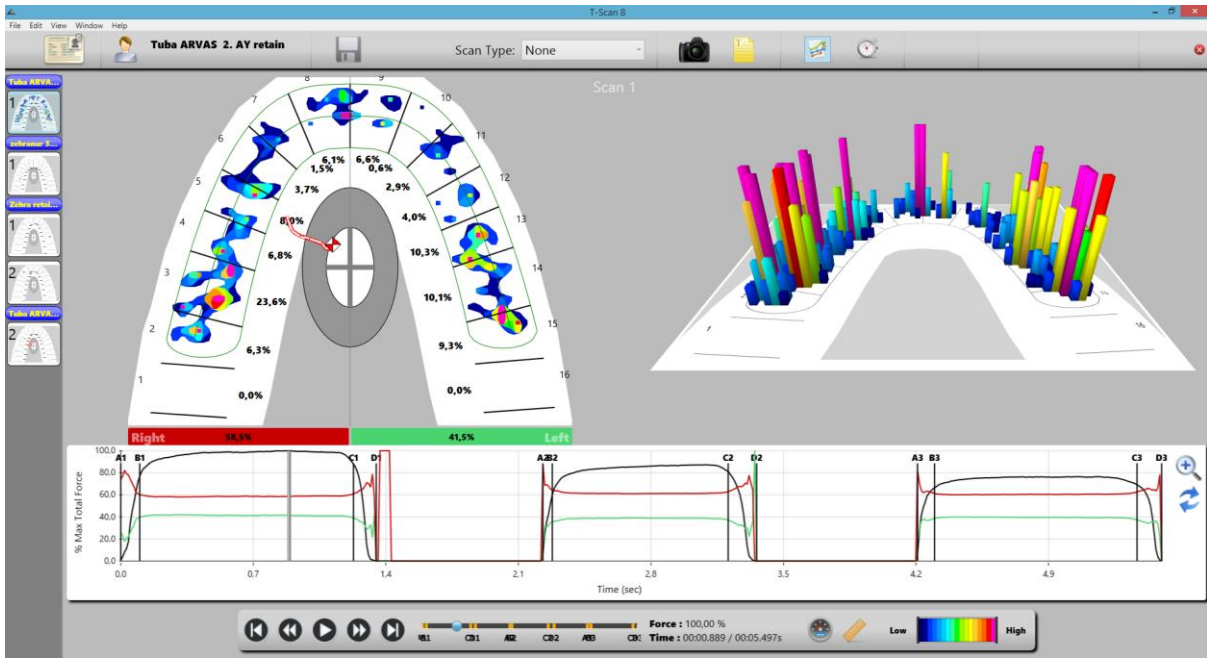 T-Scan 8
File Edit View Window Help
Tuba ARVAS 2. AY retain
Scan Type: None
Scan 1
Tuba ARVA...
1
zehranur 3...
1
Zehra retai...
1
2
Tuba ARVA...
2
8 9
7 10
6 11
5 12
4 13
3 14
2 15
1 16
6,1% 6,6%
1,5% 0,6%
3,7% 2,9%
8,0% 4,0%
6,8% 10,3%
23,6% 10,1%
6,3% 9,3%
0,0% 0,0%
1 16
Right 58,5% 41,5% Left
% Max Total Force
100.0
80.0
60.0
40.0
20.0
0.0
A1 B1 C1 D1 A2 B2 C2 D2 A3 B3 C3 D3
0.0 0.7 1.4 2.1 2.8 3.5 4.2 4.9
Time (sec)
Force : 100,00 %
Time : 00:00.889 / 00:05.497s
Low High